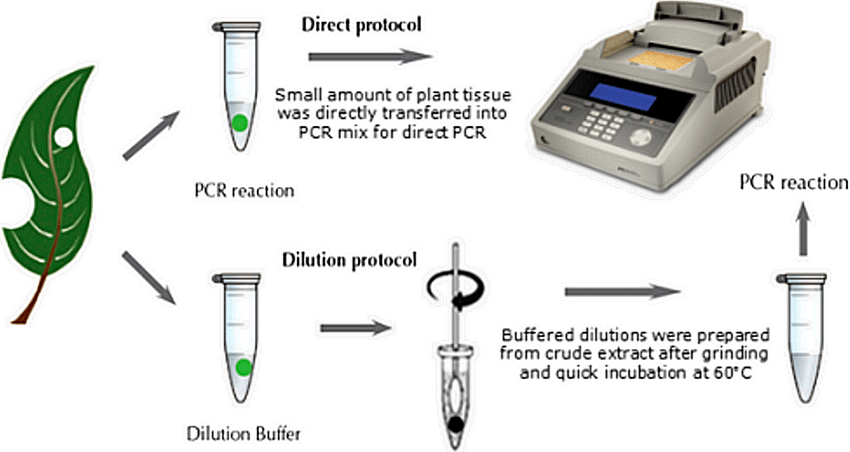 Direct protocol
Small amount of plant tissue
was directly transferred into
PCR mix for direct PCR
PCR reaction
PCR reaction
Dilution protocol
Buffered dilutions were prepared
from crude extract after grinding
and quick incubation at 60°C
Dilution Buffer